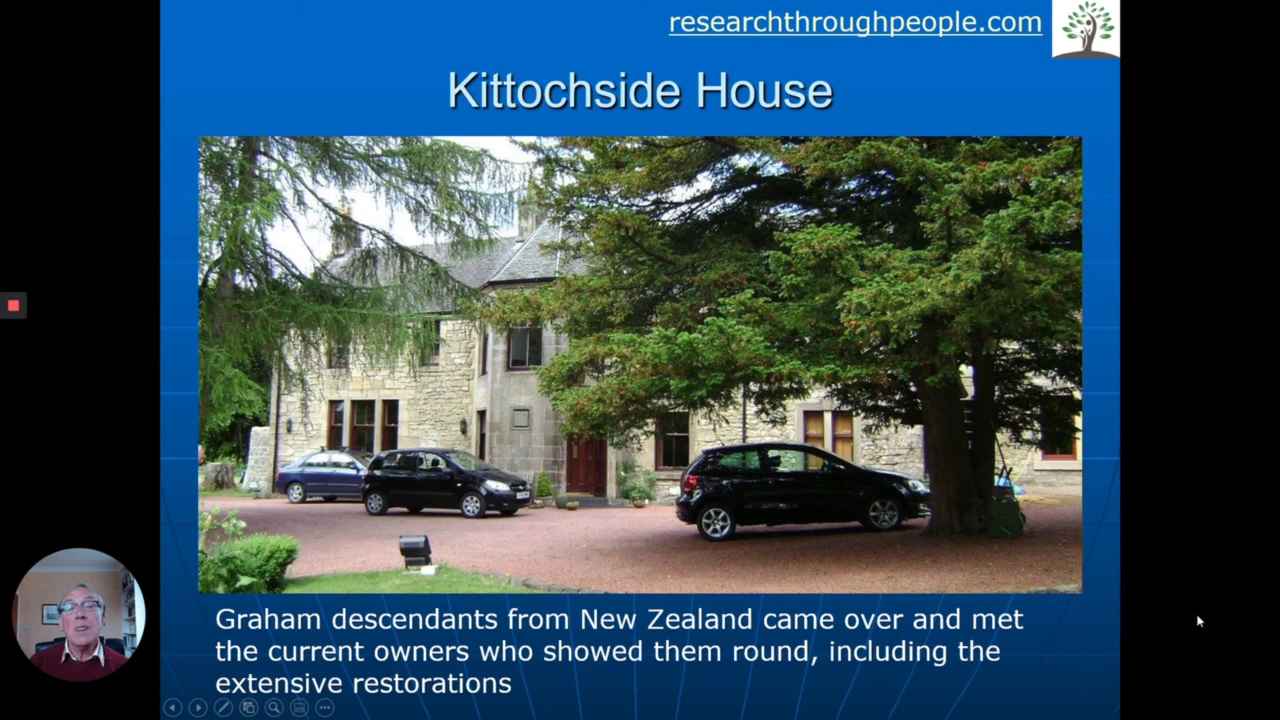 researchthroughpeople.com
Kittochside House
Graham descendants from New Zealand came over and met
the current owners who showed them round, including the
extensive restorations